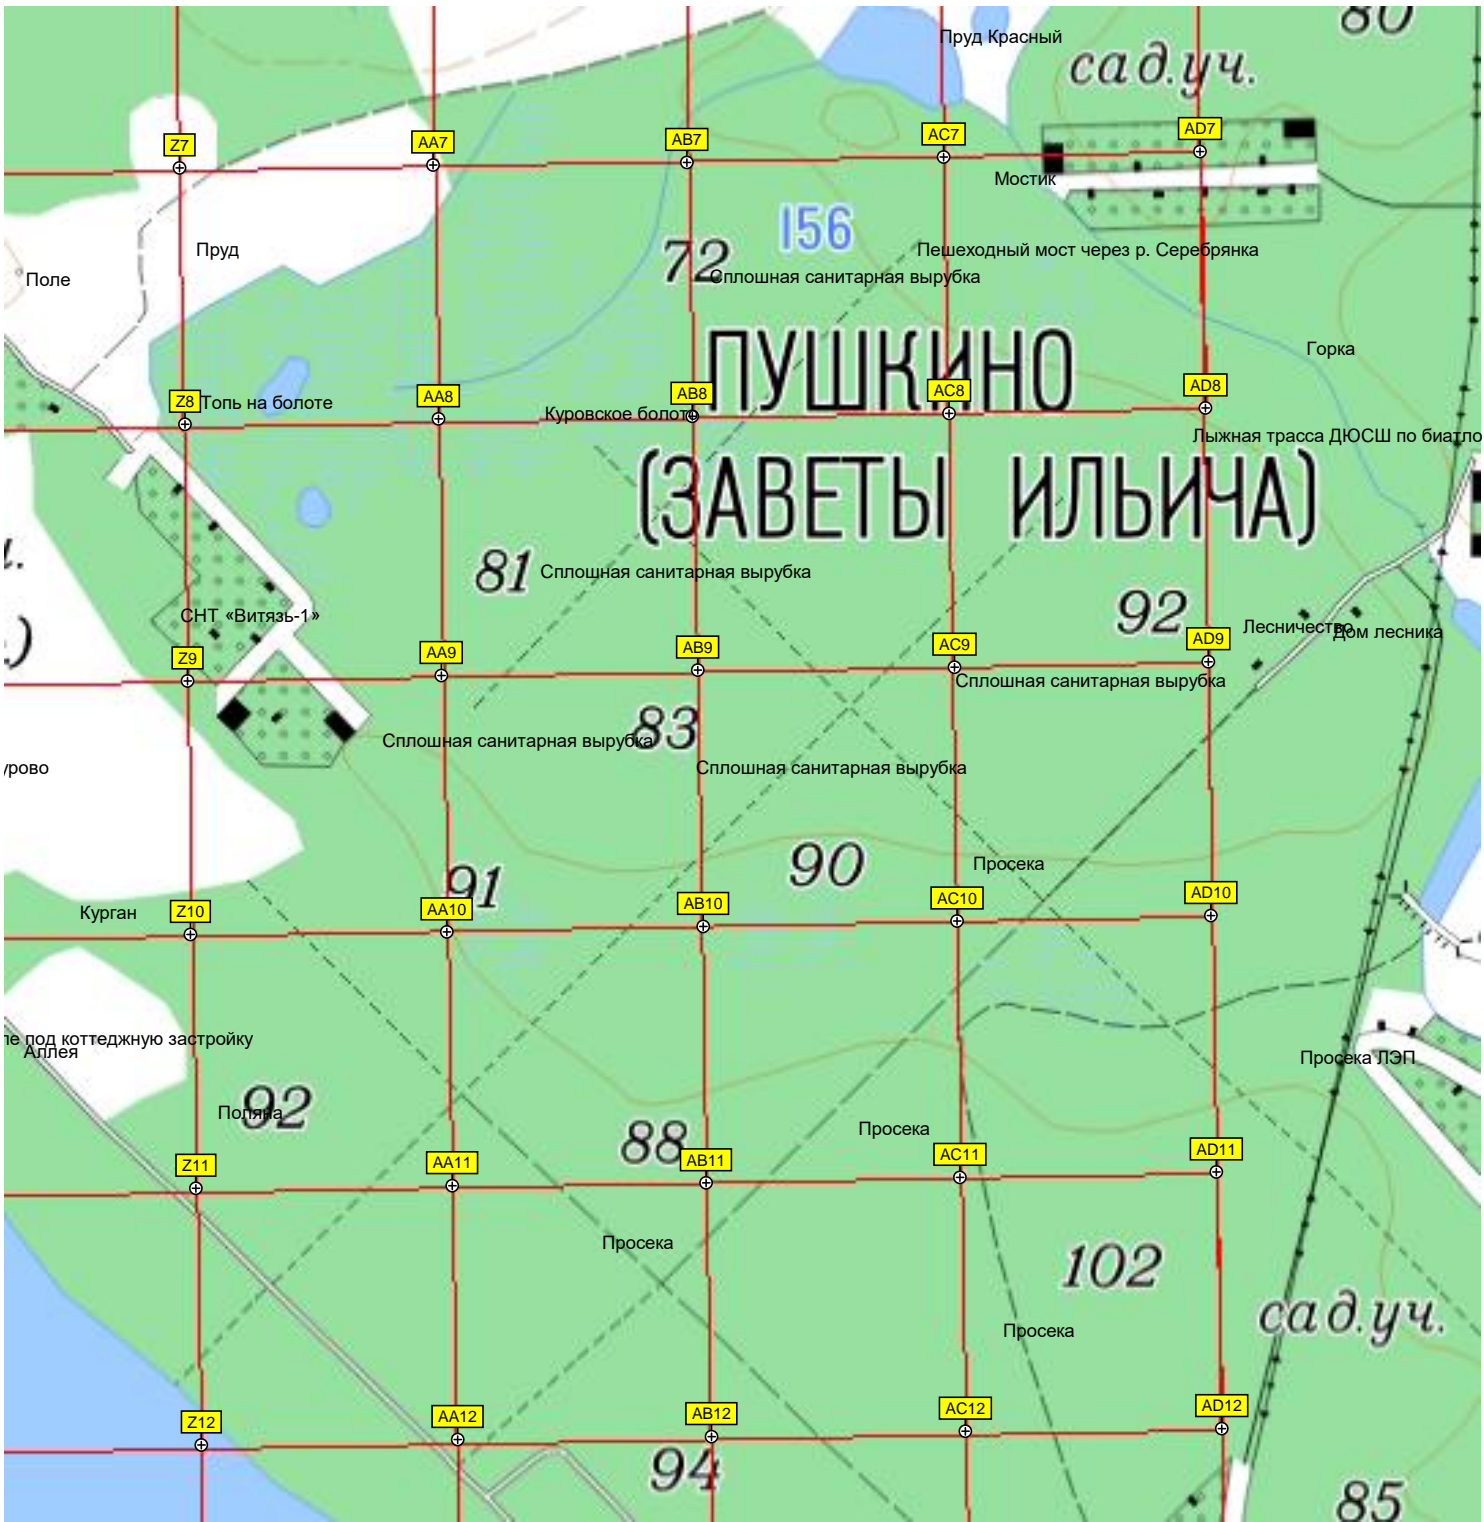 80
Пруд Красный
сад.уч.
Z7
AA7
AB7
AC7
AD7
Мостик
156
72
Пруд
Пешеходный мост через р. Серебрянка
Поле
Сплошная санитарная вырубка
ПУШКИНО
Горка
Z8
Топь на болоте
AA8
Куровское болото
AB8
AC8
AD8
Лыжная трасса ДЮСШ по биатло
(ЗАВЕТЫ ИЛЬИЧА)
81
Сплошная санитарная вырубка
СНТ «Витязь-1»
92
Лесничество
Дом лесника
Z9
AA9
AB9
AC9
AD9
Сплошная санитарная вырубка
83
Сплошная санитарная вырубка
Сплошная санитарная вырубка
урово
90
Просека
91
Курган
Z10
AA10
AB10
AC10
AD10
ле под коттеджную застройку
Аллея
Просека ЛЭП
92
Поляна
88
Просека
Z11
AA11
AB11
AC11
AD11
Просека
102
Просека
сад.уч.
Z12
AA12
AB12
AC12
AD12
94
85